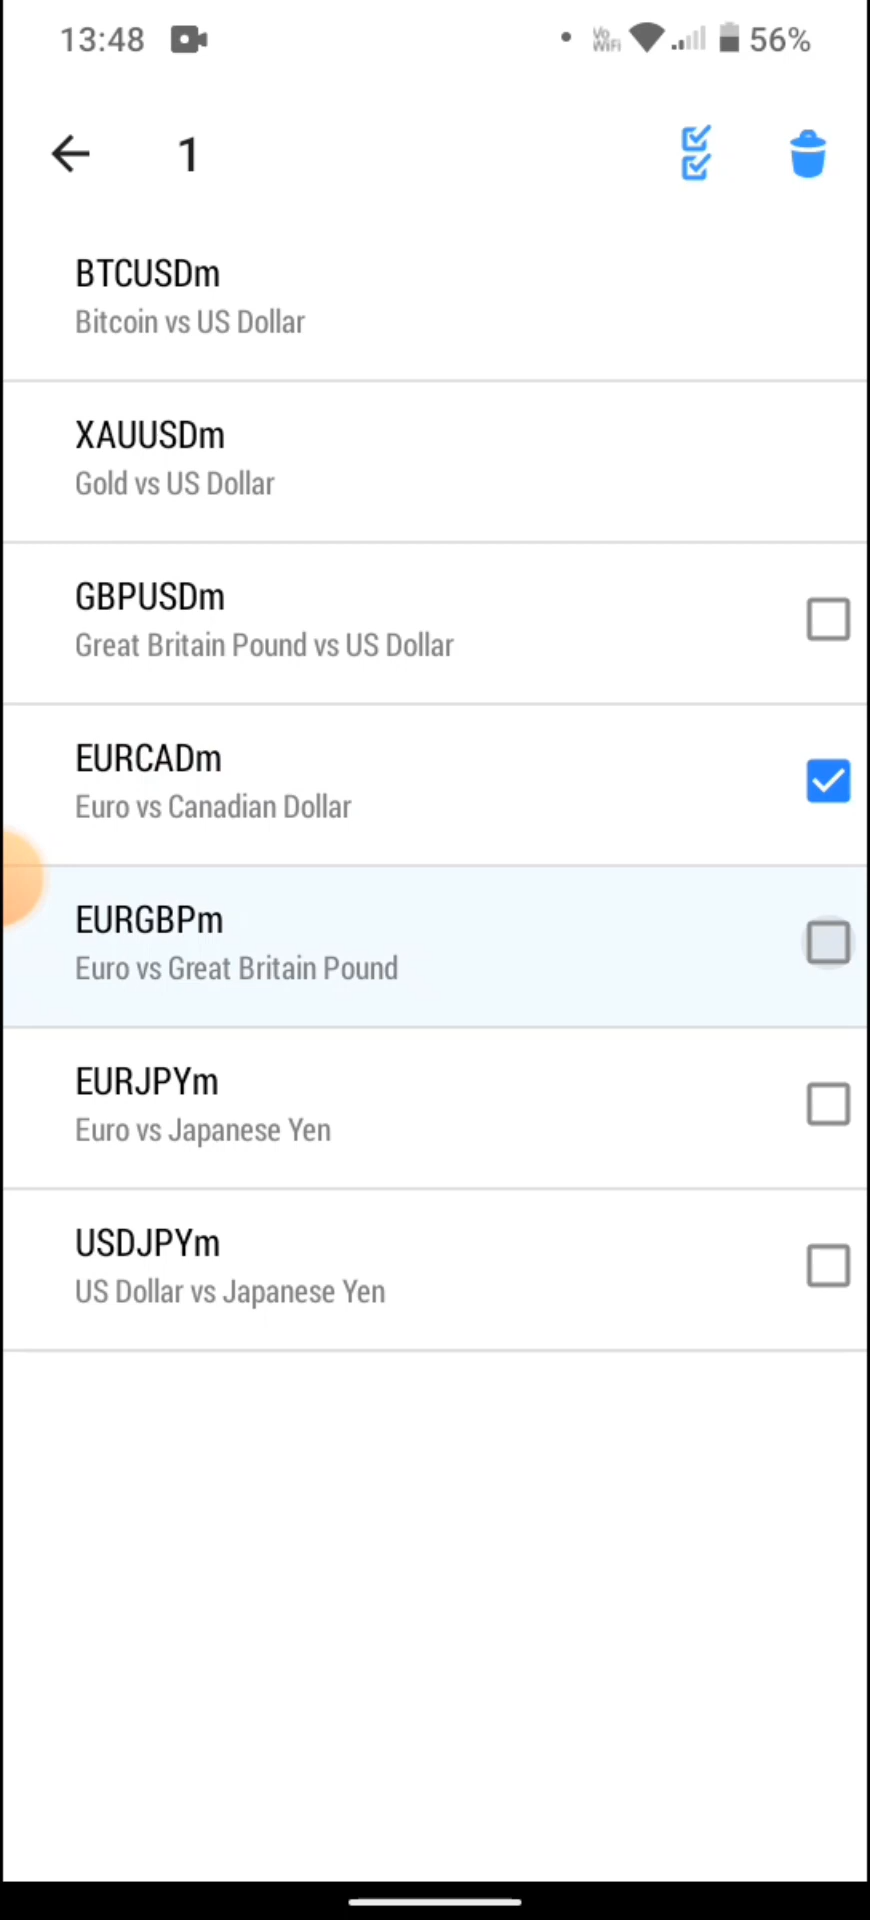 13:48
Vo
WiFi
56%
1
BTCUSDm
Bitcoin vs US Dollar
XAUUSDm
Gold vs US Dollar
GBPUSDm
Great Britain Pound vs US Dollar
EURCADm
Euro vs Canadian Dollar
EURGBPm
Euro vs Great Britain Pound
EURJPYm
Euro vs Japanese Yen
USDJPYm
US Dollar vs Japanese Yen